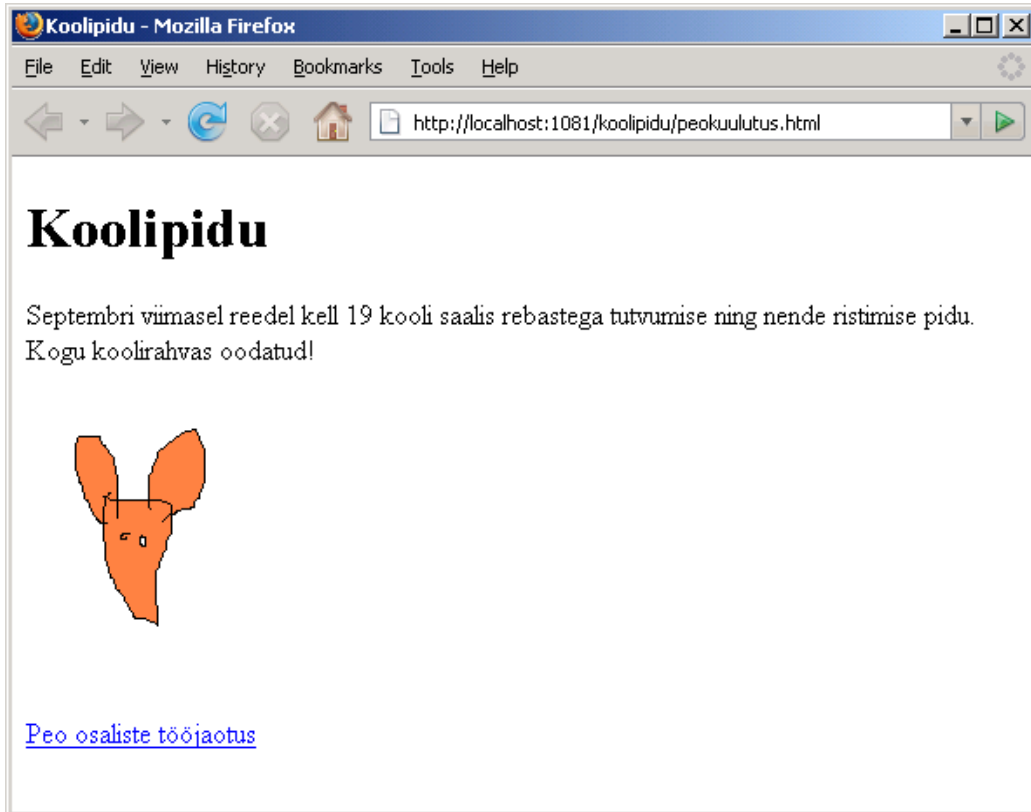 Koolipidu - Mozilla Firefox
File Edit View History Bookmarks Tools Help
http://localhost:1081/koolipidu/peokuulutus.html
Koolipidu
Septembri viimasel reedel kell 19 kooli saalis rebastega tutvumise ning nende ristimise pidu.
Kogu koolirahvas oodatud!
Peo osaliste tööjaotus